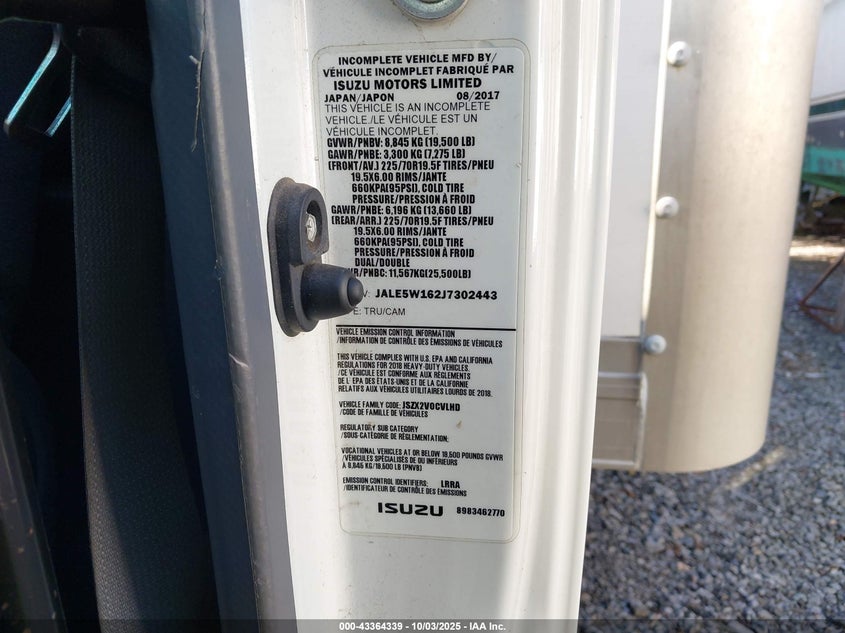 INCOMPLETE VEHICLE MFD BY/
VÉHICULE INCOMPLET FABRIQUÉ PAR
ISUZU MOTORS LIMITED
JAPAN/JAPON 08/2017
THIS VEHICLE IS AN INCOMPLETE
VEHICLE./LE VÉHICULE EST UN
VÉHICULE INCOMPLET.
GVWR/PNBV: 8,845 KG (19,500 LB)
GAWR/PNBE: 3,300 KG (7,275 LB)
(FRONT/AV.) 225/70R19.5F TIRES/PNEU
19.5X6.00 RIMS/JANTE
660KPA(95PSI), COLD TIRE
PRESSURE/PRESSION À FROID
GAWR/PNBE: 6,196 KG (13,660 LB)
(REAR/ARR.) 225/70R19.5F TIRES/PNEU
19.5X6.00 RIMS/JANTE
660KPA(95PSI), COLD TIRE
PRESSURE/PRESSION À FROID
DUAL/DOUBLE
R/PNBC: 11,567KG(25,500LB)
: JALE5W162J7302443
E: TRU/CAM
VEHICLE EMISSION CONTROL INFORMATION
/INFORMATION DE CONTRÔLE DES ÉMISSIONS DE VÉHICULES
THIS VEHICLE COMPLIES WITH U.S. EPA AND CALIFORNIA
REGULATIONS FOR 2018 HEAVY-DUTY VEHICLES.
/CE VÉHICULE EST CONFORME AUX RÈGLEMENTS
DE L' EPA DES ÉTATS-UNIS ET DE LA CALIFORNIE
RELATIFS AUX VÉHICULES UTILITAIRES LOURDS DE 2018.
VEHICLE FAMILY CODE: JSZX2VOCVLHD
/CODE DE FAMILLE DE VÉHICULES
REGULATORY SUB CATEGORY
/SOUS-CATÉGORIE DE RÉGLEMENTATION:
VOCATIONAL VEHICLES AT OR BELOW 19,500 POUNDS GVWR
/VÉHICULES SPÉCIALISÉS DE OU INFÉRIEURS
À 8,845 KG/19,500 LB (PNVB)
EMISSION CONTROL IDENTIFIERS: LRRA
/IDENTIFICATEUR DE CONTRÔLE DES ÉMISSIONS
ISUZU 8983462770
000-43364339 | 10/03/2025 | IAA Inc.